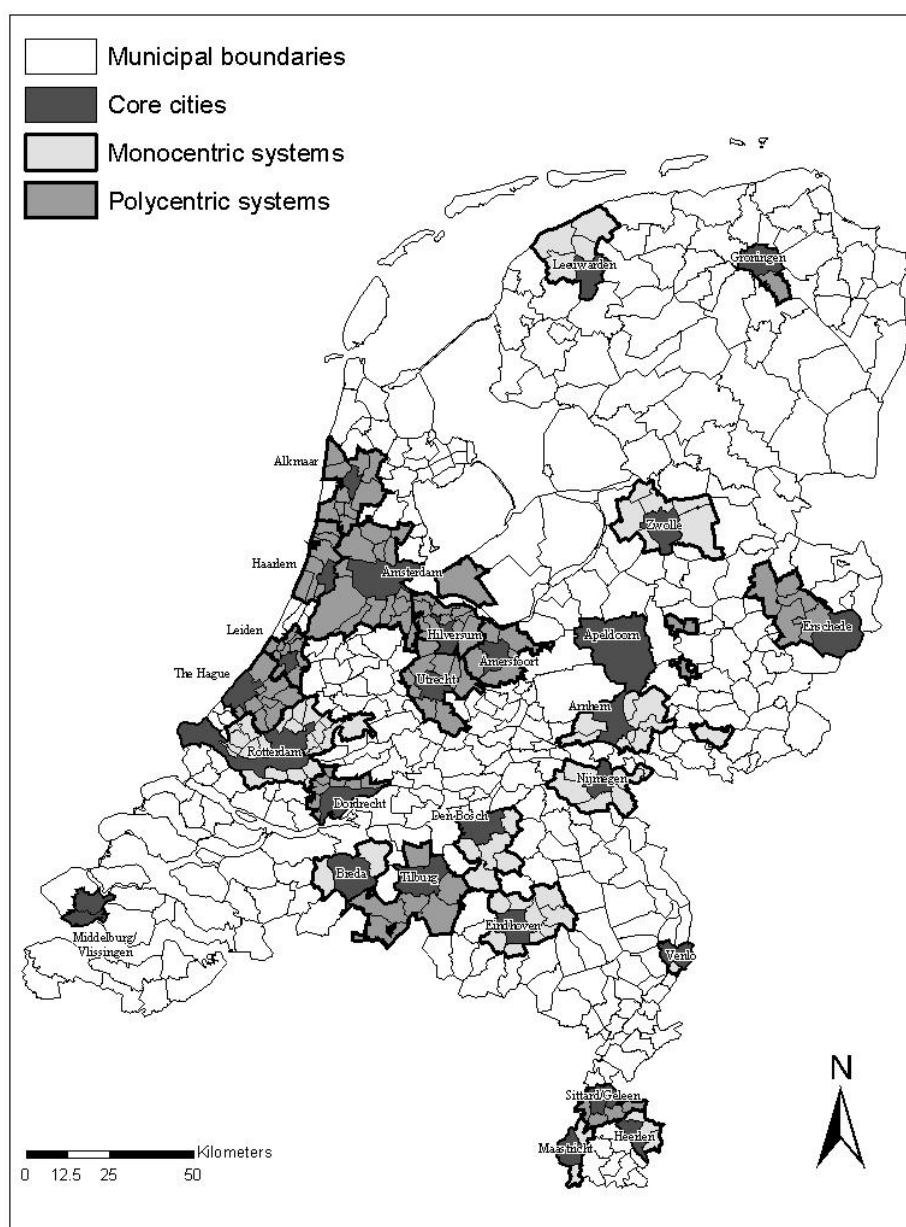 Municipal boundaries
Core cities
Monocentric systems
Polycentric systems
Leeuwarden
Groningen
Alkmaar
Zwolle
Haarlem
Amsterdam
Leiden
Hilversum
Apeldoorn
Enschede
Amersfoort
The Hague
Utrecht
Arnhem
Rotterdam
Nijmegen
Dordrecht
Den Bosch
Breda
Tilburg
Eindhoven
Middelburg/
Vlissingen
Venlo
Sittard/Geleen
Heerlen
Maastricht
N
Kilometers
0 12.5 25 50